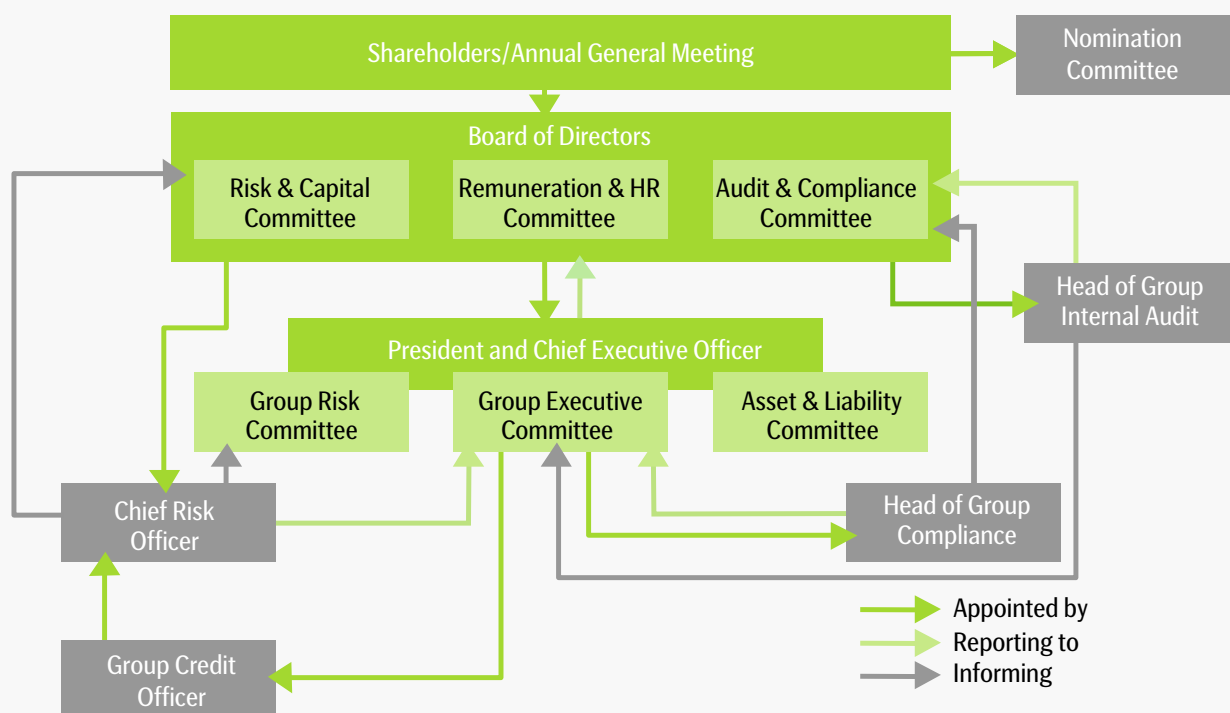 Shareholders/Annual General Meeting
Nomination
Committee
Board of Directors
Risk & Capital
Committee
Remuneration & HR
Committee
Audit & Compliance
Committee
Head of Group
Internal Audit
President and Chief Executive Officer
Group Risk
Committee
Group Executive
Committee
Asset & Liability
Committee
Chief Risk
Officer
Head of Group
Compliance
Group Credit
Officer
Appointed by
Reporting to
Informing